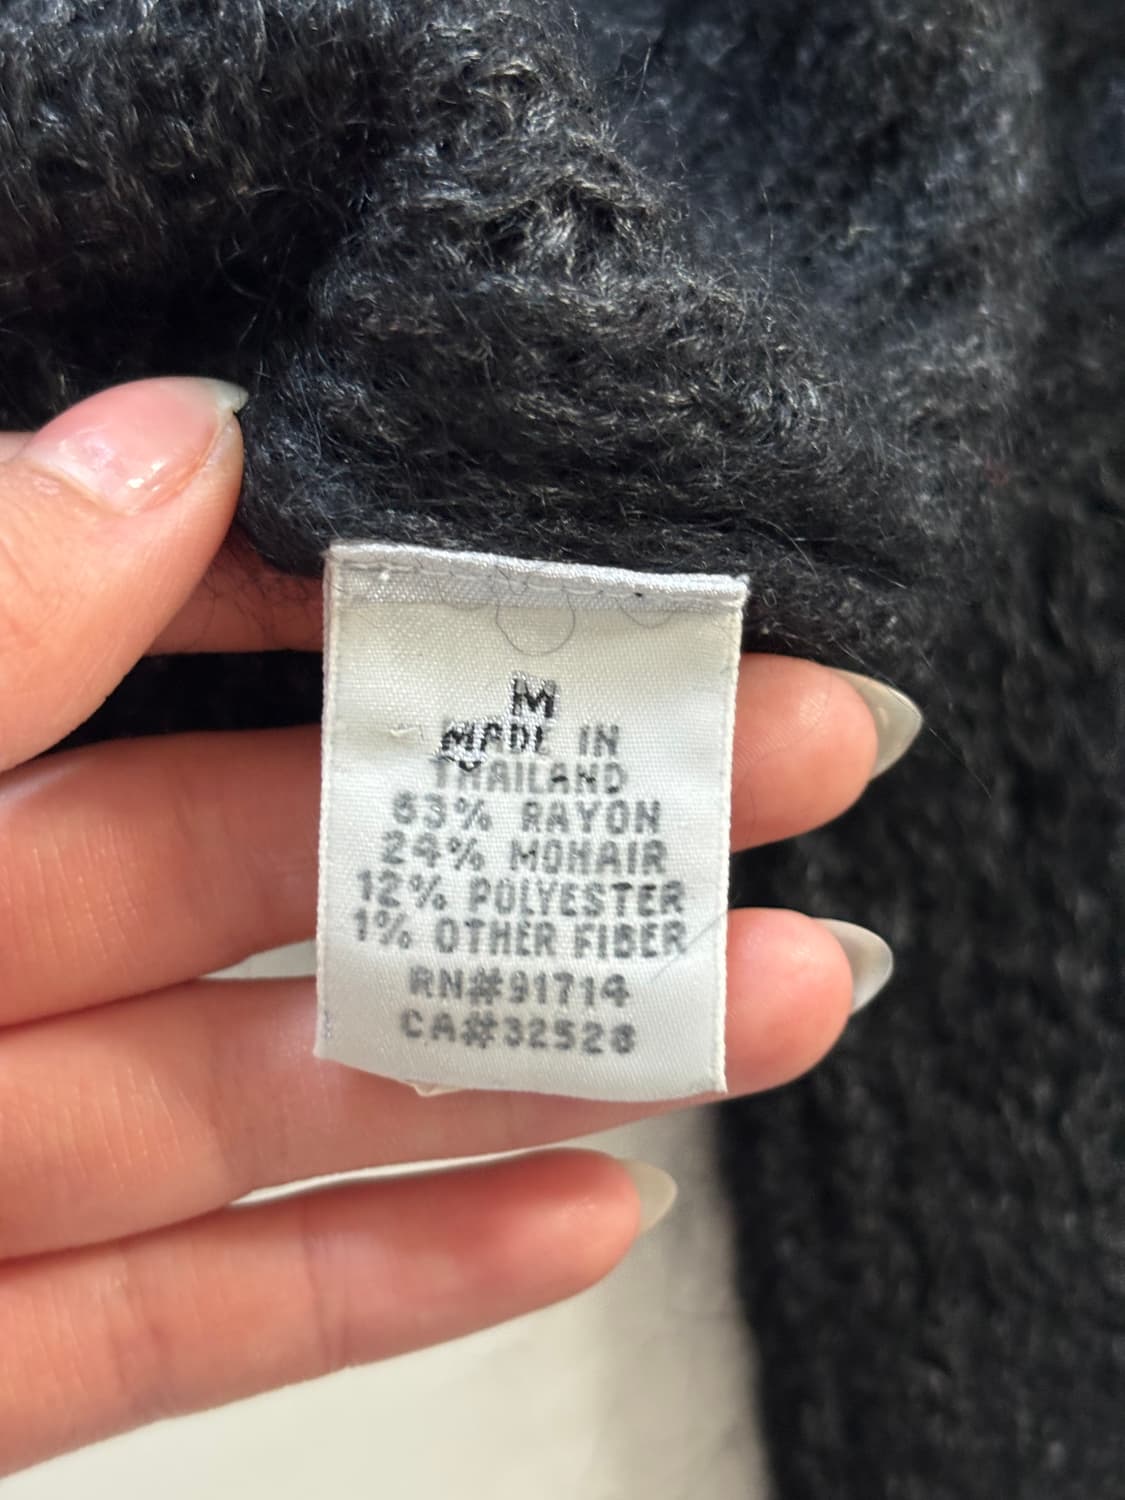 M
MADE IN
THAILAND
63% RAYON
24% MOHAIR
12% POLYESTER
1% OTHER FIBER
RN#91714
CA#32528